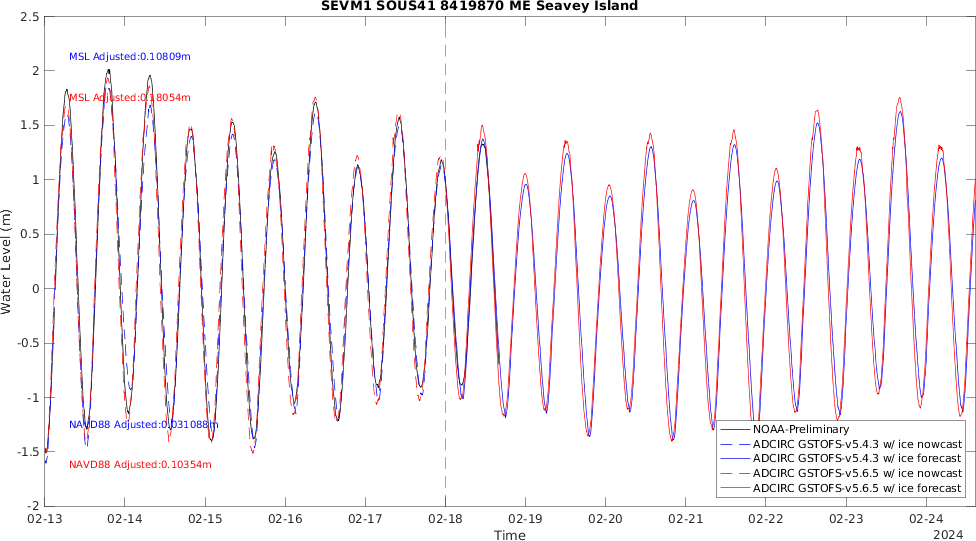 SEVM1 SOUS41 8419870 ME Seavey Island
2.5
2
1.5
1
0.5
0
-0.5
-1
-1.5
-2
Water Level (m)
MSL Adjusted:0.10809m
MSL Adjusted:0.18054m
NAVD88 Adjusted:0.031088m
NAVD88 Adjusted:0.10354m
NOAA-Preliminary
ADCIRC GSTOFS-v5.4.3 w/ ice nowcast
ADCIRC GSTOFS-v5.4.3 w/ ice forecast
ADCIRC GSTOFS-v5.6.5 w/ ice nowcast
ADCIRC GSTOFS-v5.6.5 w/ ice forecast
02-13 02-14 02-15 02-16 02-17 02-18 02-19 02-20 02-21 02-22 02-23 02-24
Time
2024